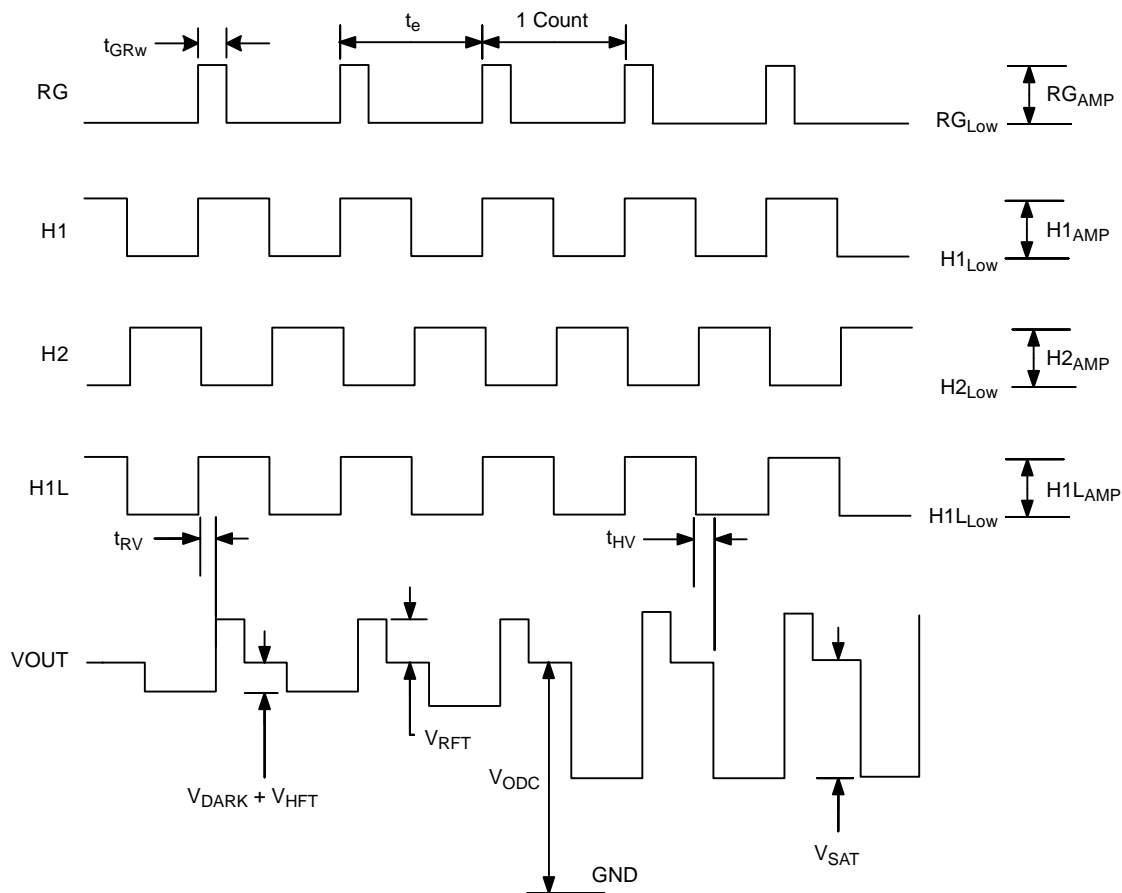 t_e
1 Count
t_GRw
RG
RG_AMP
RG_Low
H1
H1_AMP
H1_Low
H2
H2_AMP
H2_Low
H1L
H1L_AMP
H1L_Low
t_RV
t_HV
VOUT
V_RFT
V_ODC
V_DARK + V_HFT
V_SAT
GND